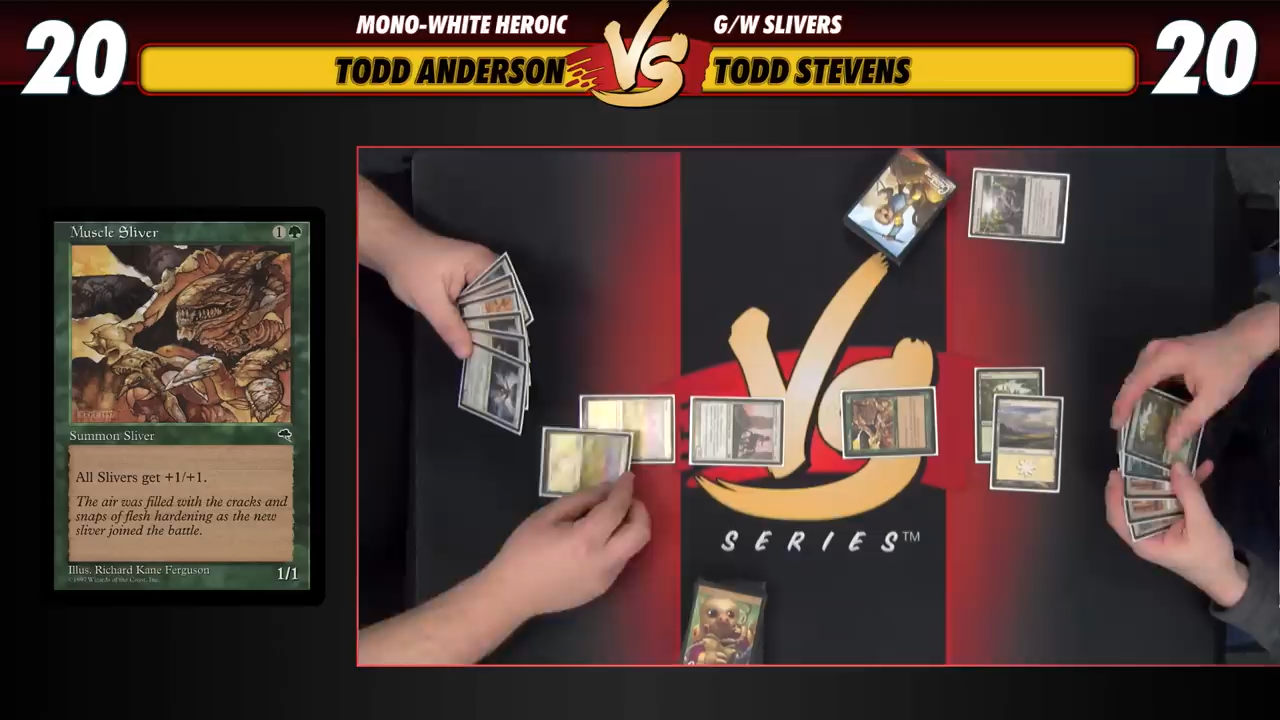 20
MONO-WHITE HEROIC
VS
G/W SLIVERS
20
TODD ANDERSON
TODD STEVENS
Muscle Sliver 1
Summon Sliver
All Slivers get +1/+1.
The air was filled with the cracks and
snaps of flesh hardening as the new
sliver joined the battle.
Illus. Richard Kane Ferguson
1/1
VS
SERIES™